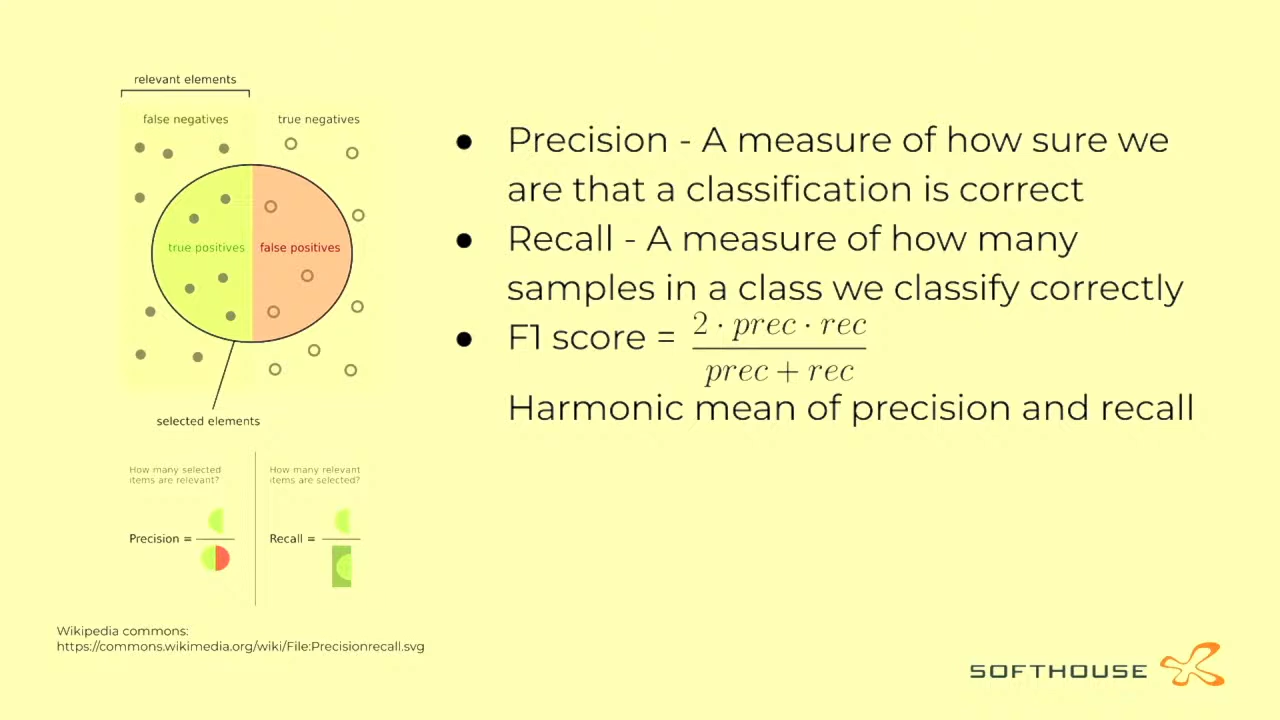 relevant elements
false negatives
true negatives
true positives
false positives
selected elements
How many selected
items are relevant?
How many relevant
items are selected?
Precision =
Recall =
Wikipedia commons:
https://commons.wikimedia.org/wiki/File:Precisionrecall.svg
● Precision - A measure of how sure we
are that a classification is correct
● Recall - A measure of how many
samples in a class we classify correctly
● F1 score = \frac{2 \cdot prec \cdot rec}{prec + rec}
Harmonic mean of precision and recall
SOFTHOUSE